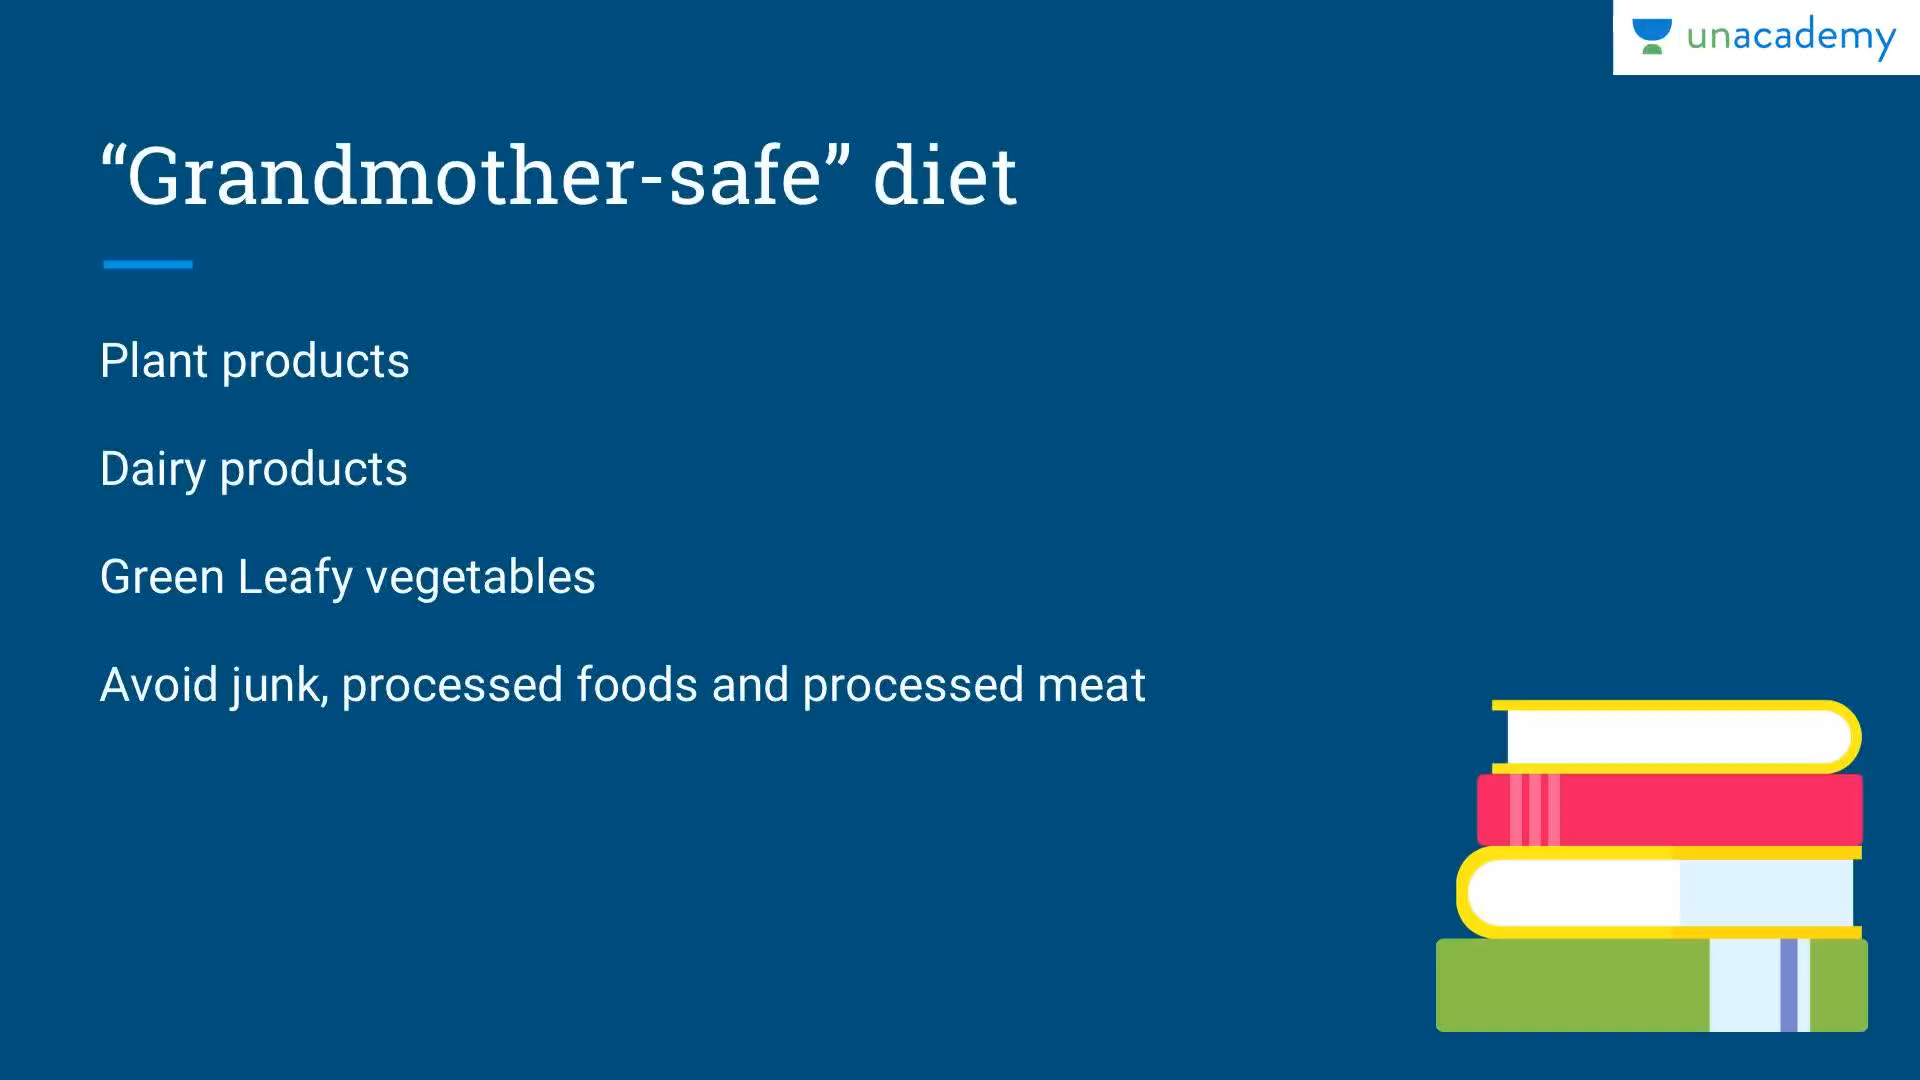 unacademy
“Grandmother-safe” diet
Plant products
Dairy products
Green Leafy vegetables
Avoid junk, processed foods and processed meat